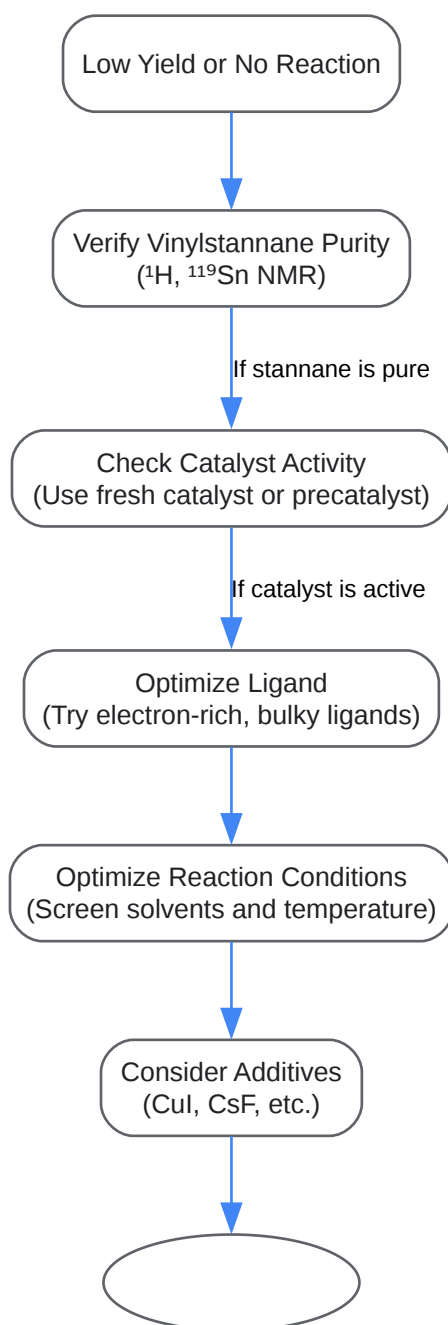 Low Yield or No Reaction
Verify Vinylstannane Purity
(¹H, ¹¹⁹Sn NMR)
If stannane is pure
Check Catalyst Activity
(Use fresh catalyst or precatalyst)
If catalyst is active
Optimize Ligand
(Try electron-rich, bulky ligands)
Optimize Reaction Conditions
(Screen solvents and temperature)
Consider Additives
(CuI, CsF, etc.)